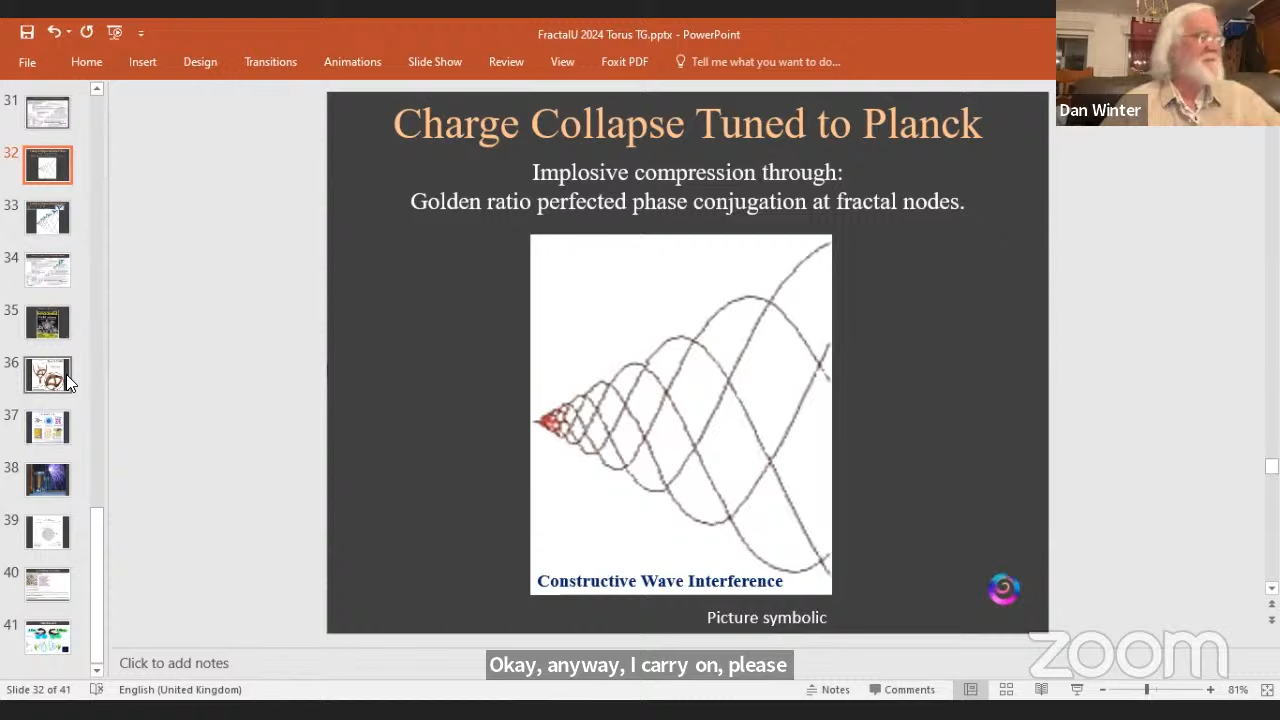 FractalU 2024 Torus TG.pptx - PowerPoint
File Home Insert Design Transitions Animations Slide Show Review View Foxit PDF Tell me what you want to do...
Dan Winter
31
32
33
34
35
36
37
38
39
40
41
Charge Collapse Tuned to Planck
Implosive compression through:
Golden ratio perfected phase conjugation at fractal nodes.
Constructive Wave Interference
Picture symbolic
Click to add notes
Okay, anyway, I carry on, please
zoom
Slide 32 of 41 English (United Kingdom) Notes Comments 81%